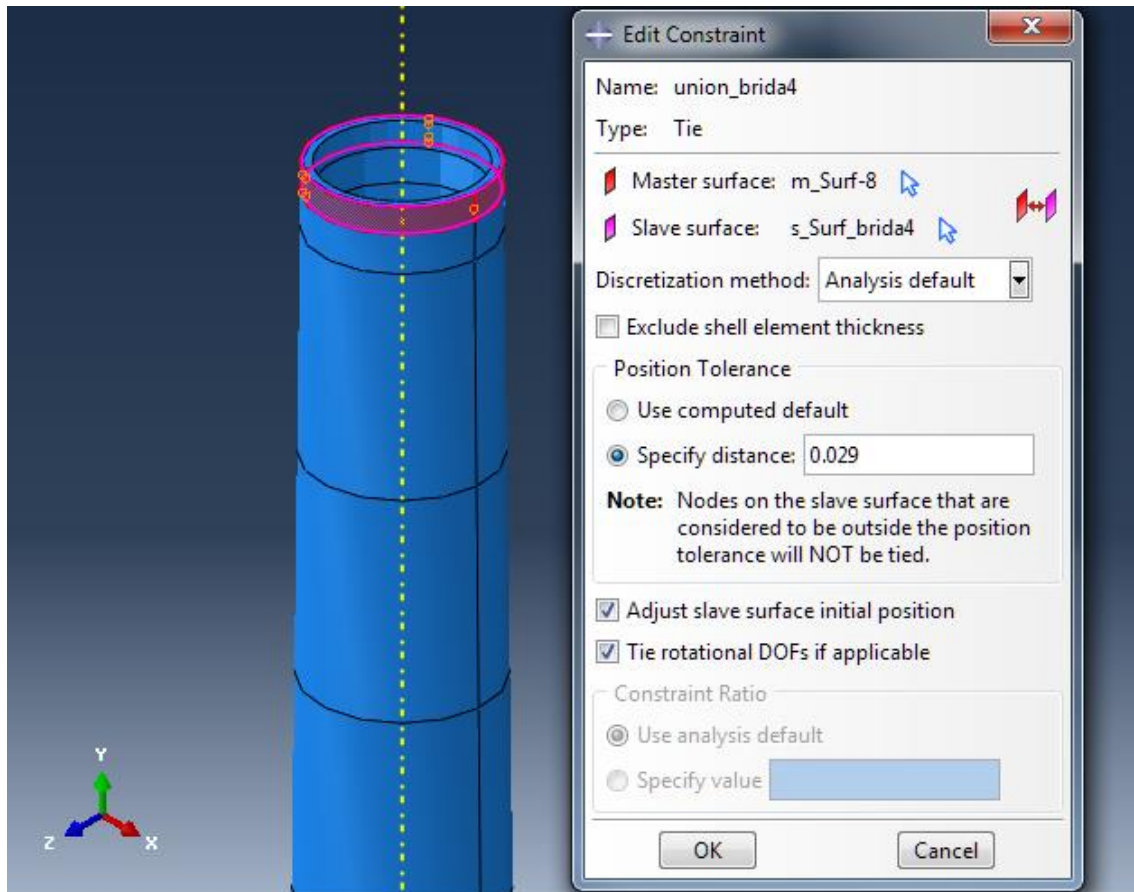 Edit Constraint
X
Name: union_brida4
Type: Tie
Master surface: m_Surf-8
Slave surface: s_Surf_brida4
Discretization method: Analysis default
Exclude shell element thickness
Position Tolerance
Use computed default
Specify distance: 0.029
Note: Nodes on the slave surface that are
considered to be outside the position
tolerance will NOT be tied.
Adjust slave surface initial position
Tie rotational DOFs if applicable
Constraint Ratio
Use analysis default
Specify value
OK Cancel
Y
Z X